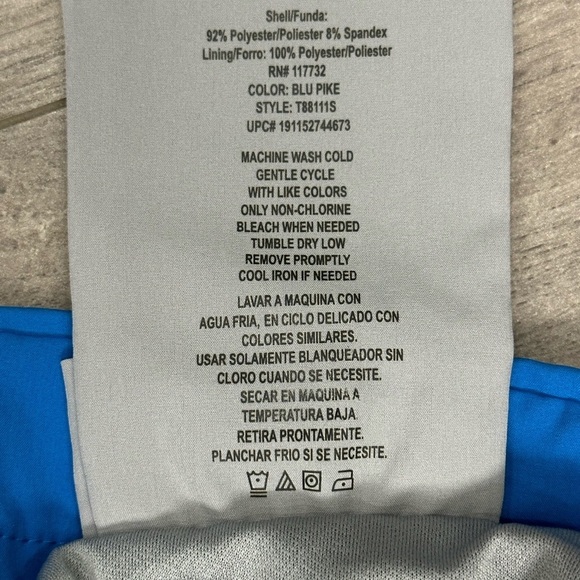 Shell/Funda:
92% Polyester/Poliester 8% Spandex
Lining/Forro: 100% Polyester/Poliester
RN# 117732
COLOR: BLU PIKE
STYLE: T88111S
UPC# 191152744673
MACHINE WASH COLD
GENTLE CYCLE
WITH LIKE COLORS
ONLY NON-CHLORINE
BLEACH WHEN NEEDED
TUMBLE DRY LOW
REMOVE PROMPTLY
COOL IRON IF NEEDED
LAVAR A MAQUINA CON
AGUA FRIA, EN CICLO DELICADO CON
COLORES SIMILARES.
USAR SOLAMENTE BLANQUEADOR SIN
CLORO CUANDO SE NECESITE.
SECAR EN MAQUINA A
TEMPERATURA BAJA.
RETIRA PRONTAMENTE.
PLANCHAR FRIO SI SE NECESITE.